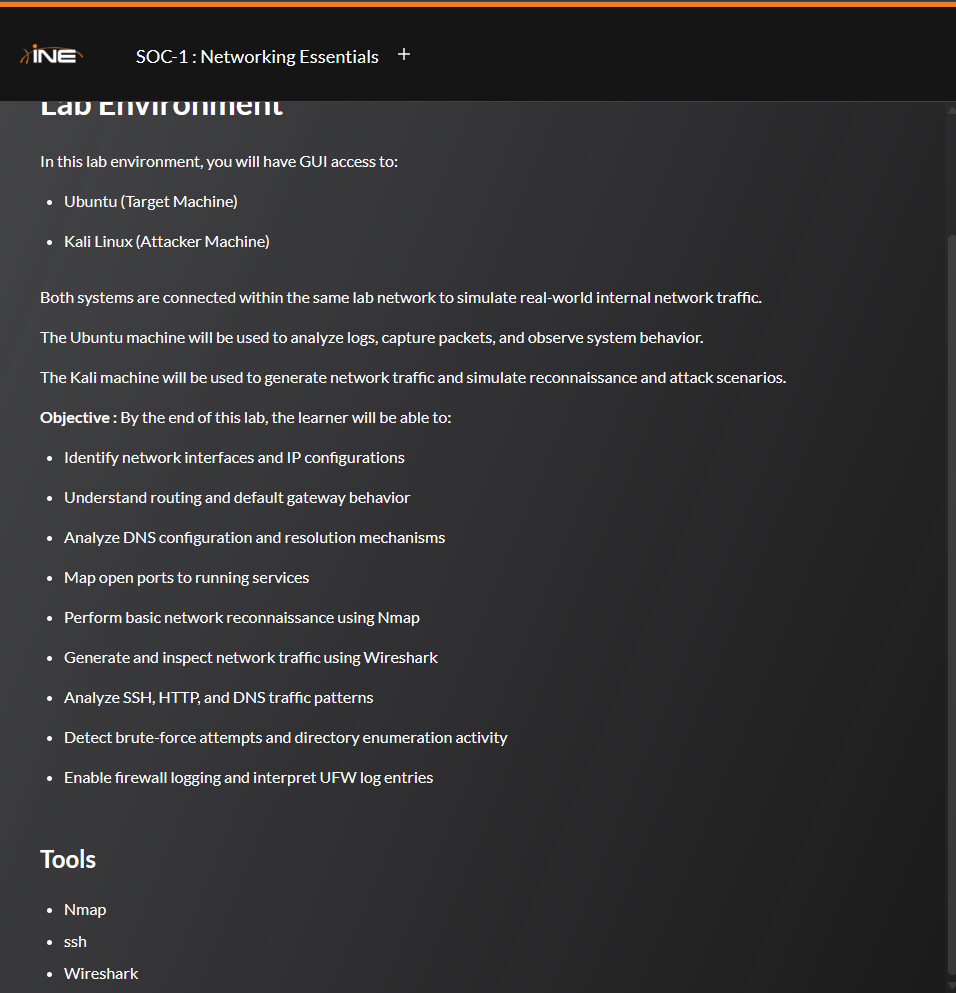 INE
SOC-1 : Networking Essentials +
Lab Environment
In this lab environment, you will have GUI access to:
• Ubuntu (Target Machine)
• Kali Linux (Attacker Machine)
Both systems are connected within the same lab network to simulate real-world internal network traffic.
The Ubuntu machine will be used to analyze logs, capture packets, and observe system behavior.
The Kali machine will be used to generate network traffic and simulate reconnaissance and attack scenarios.
Objective : By the end of this lab, the learner will be able to:
• Identify network interfaces and IP configurations
• Understand routing and default gateway behavior
• Analyze DNS configuration and resolution mechanisms
• Map open ports to running services
• Perform basic network reconnaissance using Nmap
• Generate and inspect network traffic using Wireshark
• Analyze SSH, HTTP, and DNS traffic patterns
• Detect brute-force attempts and directory enumeration activity
• Enable firewall logging and interpret UFW log entries
Tools
• Nmap
• ssh
• Wireshark